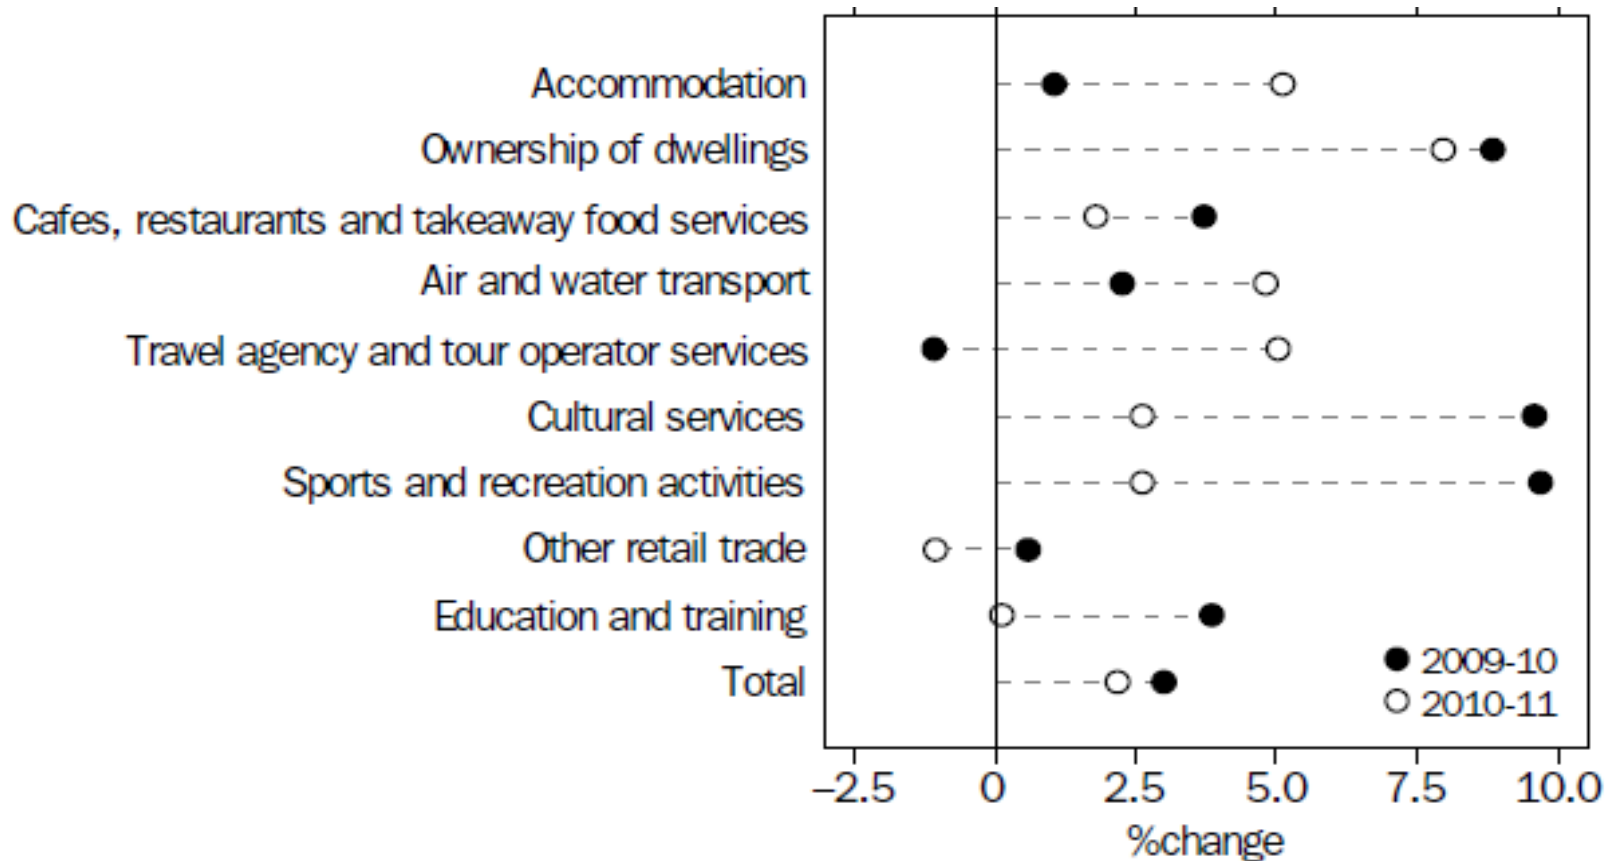 Accommodation
Ownership of dwellings
Cafes, restaurants and takeaway food services
Air and water transport
Travel agency and tour operator services
Cultural services
Sports and recreation activities
Other retail trade
Education and training
Total
2009-10
2010-11
–2.5 0 2.5 5.0 7.5 10.0
%change